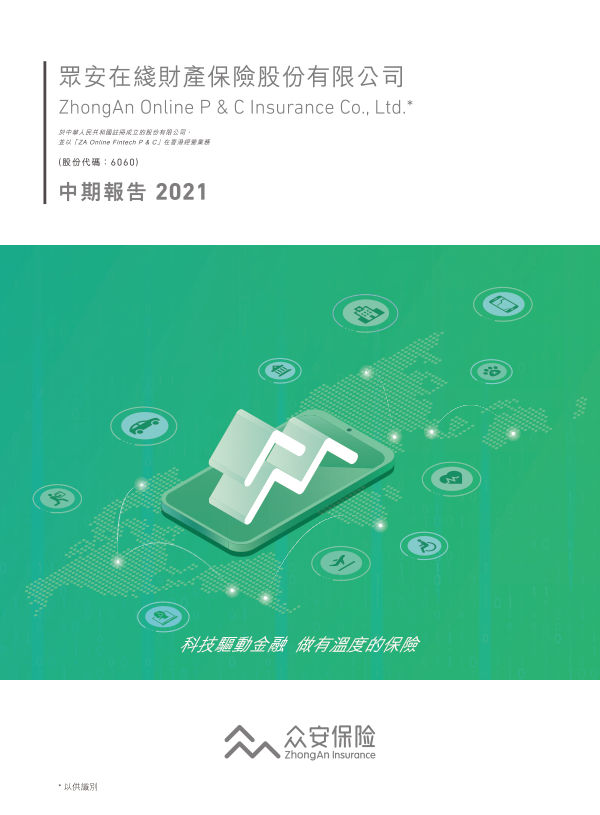 眾安在綫財產保險股份有限公司
ZhongAn Online P & C Insurance Co., Ltd.*
於中華人民共和國註冊成立的股份有限公司，
並以「ZA Online Fintech P & C」在香港經營業務
(股份代碼：6060)
中期報告 2021
科技驅動金融 做有溫度的保險
众安保险
ZhongAn Insurance
* 以供識別